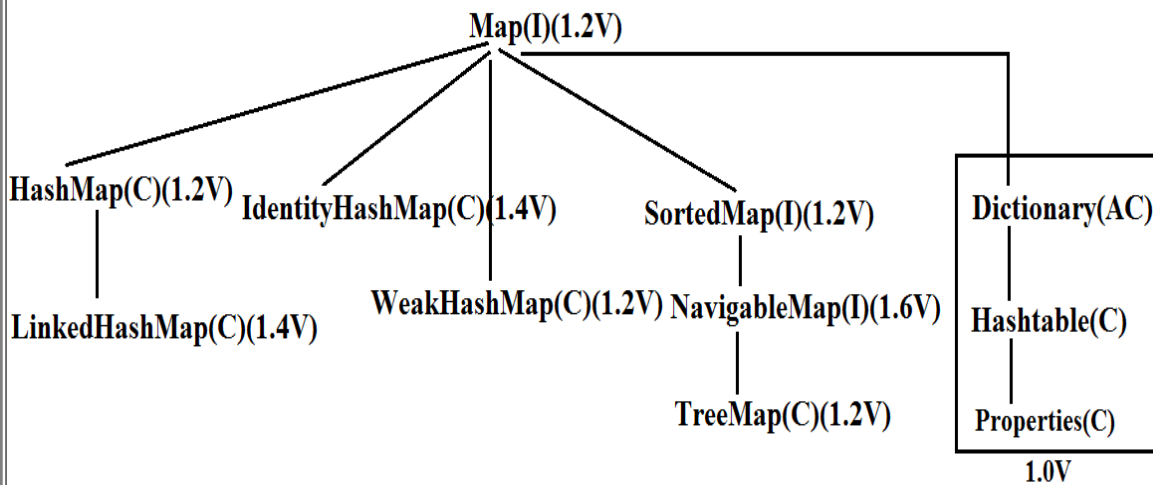 Map(I)(1.2V)
HashMap(C)(1.2V)
IdentityHashMap(C)(1.4V)
SortedMap(I)(1.2V)
Dictionary(AC)
LinkedHashMap(C)(1.4V)
WeakHashMap(C)(1.2V)
NavigableMap(I)(1.6V)
Hashtable(C)
TreeMap(C)(1.2V)
Properties(C)
1.0V